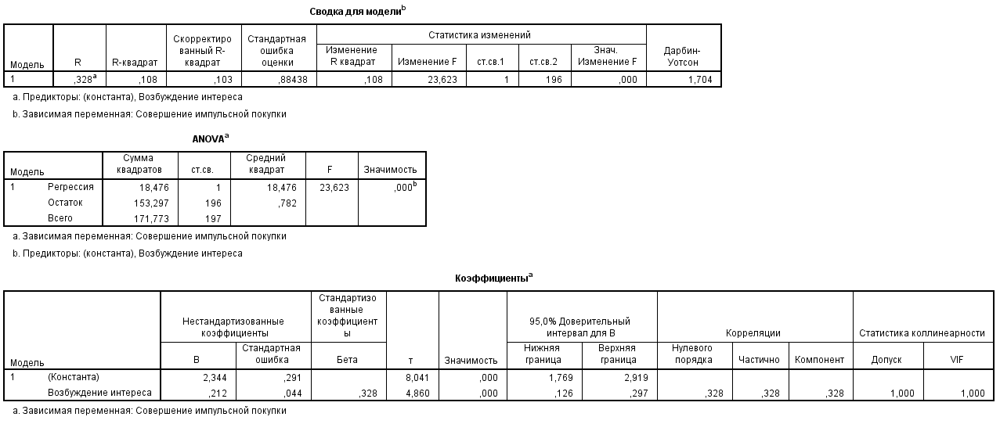 Сводка для модели^b
Модель R R-квадрат Скорректиро ванный R- квадрат Стандартная ошибка оценки Статистика изменений Дарбин- Уотсон
Изменение R квадрат Изменение F ст.св.1 ст.св.2 Знач. Изменение F
1 ,328^a ,108 ,103 ,88438 ,108 23,623 1 196 ,000 1,704
a. Предикторы: (константа), Возбуждение интереса
b. Зависимая переменная: Совершение импульсной покупки
ANOVA^a
Модель Сумма квадратов ст.св. Средний квадрат F Значимость
1 Регрессия 18,476 1 18,476 23,623 ,000^b
Остаток 153,297 196 ,782
Всего 171,773 197
a. Зависимая переменная: Совершение импульсной покупки
b. Предикторы: (константа), Возбуждение интереса
Коэффициенты^a
Модель Нестандартизованные коэффициенты Стандартизо ванные коэффициент ы т Значимость 95,0% Доверительный интервал для B Корреляции Статистика коллинеарности
B Стандартная ошибка Бета Нижняя граница Верхняя граница Нулевого порядка Частично Компонент Допуск VIF
1 (Константа) 2,344 ,291 8,041 ,000 1,769 2,919
Возбуждение интереса ,212 ,044 ,328 4,860 ,000 ,126 ,297 ,328 ,328 ,328 1,000 1,000
a. Зависимая переменная: Совершение импульсной покупки